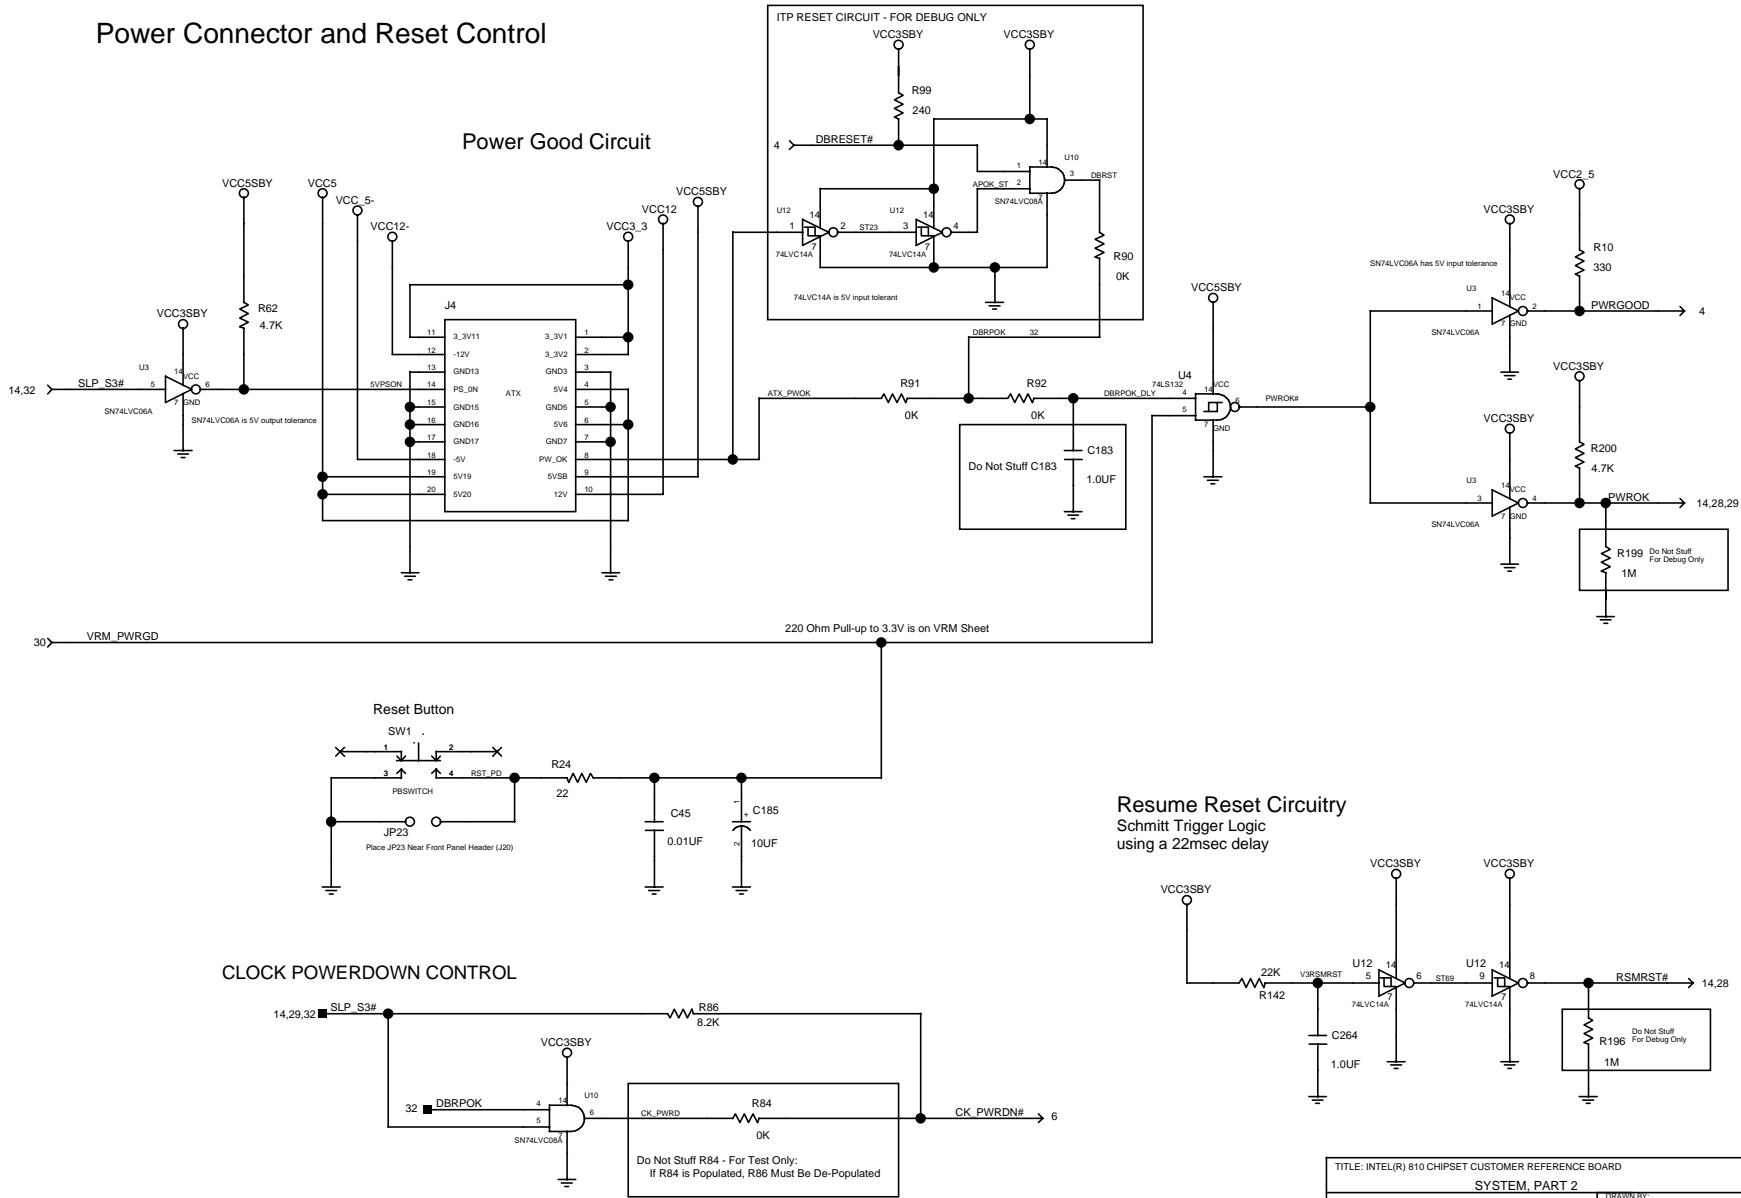 Power Connector and Reset Control
ITP RESET CIRCUIT - FOR DEBUG ONLY
VCC3SBY
VCC3SBY
R99
240
4
DBRESET#
1
2
14
7
3
U10
DBRST
APOK_ST
SN74LVC08A
U12
14
1
2
7
74LVC14A
ST23
U12
14
3
4
7
74LVC14A
R90
0K
74LVC14A is 5V input tolerant
Power Good Circuit
VCC5SBY
VCC5
VCC_5-
VCC12-
VCC3_3
VCC12
VCC5SBY
R62
4.7K
VCC3SBY
14,32
SLP_S3#
U3
5
14
VCC
6
7
GND
SN74LVC06A
SN74LVC06A is 5V output tolerance
5VPSON
J4
ATX
11 3_3V11 3_3V1 1
12 -12V 3_3V2 2
13 GND13 GND3 3
14 PS_0N 5V4 4
15 GND15 GND5 5
16 GND16 5V6 6
17 GND17 GND7 7
18 -5V PW_OK 8
19 5V19 5VSB 9
20 5V20 12V 10
ATX_PWOK
R91
0K
DBRPOK 32
R92
0K
DBRPOK_DLY
Do Not Stuff C183
C183
1.0UF
VCC5SBY
U4
74LS132
14
VCC
4
5
6
7
GND
PWROK#
SN74LVC06A has 5V input tolerance
VCC3SBY
VCC2_5
R10
330
U3
1
14
VCC
2
7
GND
SN74LVC06A
PWRGOOD
4
VCC3SBY
VCC3SBY
R200
4.7K
U3
3
14
VCC
4
7
GND
SN74LVC06A
PWROK
14,28,29
R199
1M
Do Not Stuff
For Debug Only
30
VRM_PWRGD
220 Ohm Pull-up to 3.3V is on VRM Sheet
Reset Button
SW1
1
2
3
4
PBSWITCH
RST_PD
R24
22
JP23
Place JP23 Near Front Panel Header (J20)
C45
0.01UF
1
+
2
C185
10UF
Resume Reset Circuitry
Schmitt Trigger Logic
using a 22msec delay
VCC3SBY
VCC3SBY
VCC3SBY
22K
R142
V3RSMRST
C264
1.0UF
U12
5
14
6
7
74LVC14A
ST69
U12
9
14
8
7
74LVC14A
RSMRST#
14,28
R196
1M
Do Not Stuff
For Debug Only
CLOCK POWERDOWN CONTROL
14,29,32
SLP_S3#
R86
8.2K
VCC3SBY
32
DBRPOK
4
5
14
7
6
U10
SN74LVC08A
CK_PWRD
R84
0K
CK_PWRDN#
6
Do Not Stuff R84 - For Test Only:
If R84 is Populated, R86 Must Be De-Populated
TITLE: INTEL(R) 810 CHIPSET CUSTOMER REFERENCE BOARD
SYSTEM, PART 2
DRAWN BY: